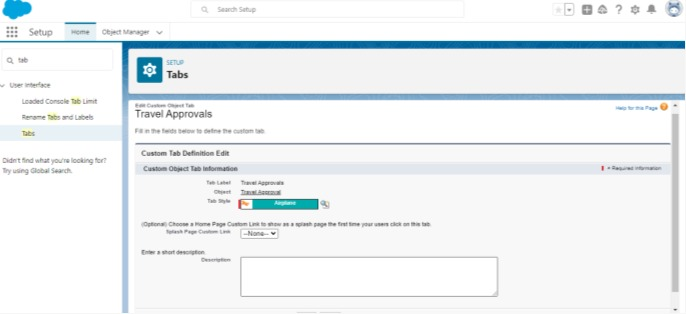 Search Setup
Setup
Home
Object Manager
tab
User Interface
Loaded Console Tab Limit
Rename Tabs and Labels
Tabs
Didn't find what you're looking for?
Try using Global Search.
SETUP
Tabs
Edit Custom Object Tab
Travel Approvals
Help for this Page
Fill in the fields below to define the custom tab.
Custom Tab Definition Edit
Custom Object Tab Information
= Required Information
Tab Label Travel Approvals
Object Travel Approval
Tab Style Airplane
(Optional) Choose a Home Page Custom Link to show as a splash page the first time your users click on this tab.
Splash Page Custom Link --None--
Enter a short description.
Description